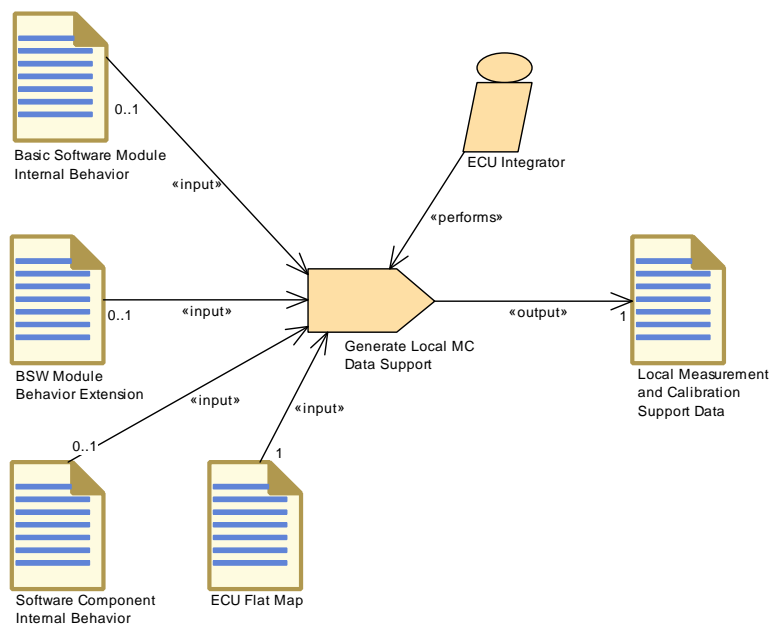 0..1
Basic Software Module
Internal Behavior
ECU Integrator
«input»
«performs»
«input»
0..1
«output»
1
Generate Local MC
Data Support
BSW Module
Behavior Extension
Local Measurement
and Calibration
Support Data
«input»
«input»
0..1
1
Software Component
Internal Behavior
ECU Flat Map